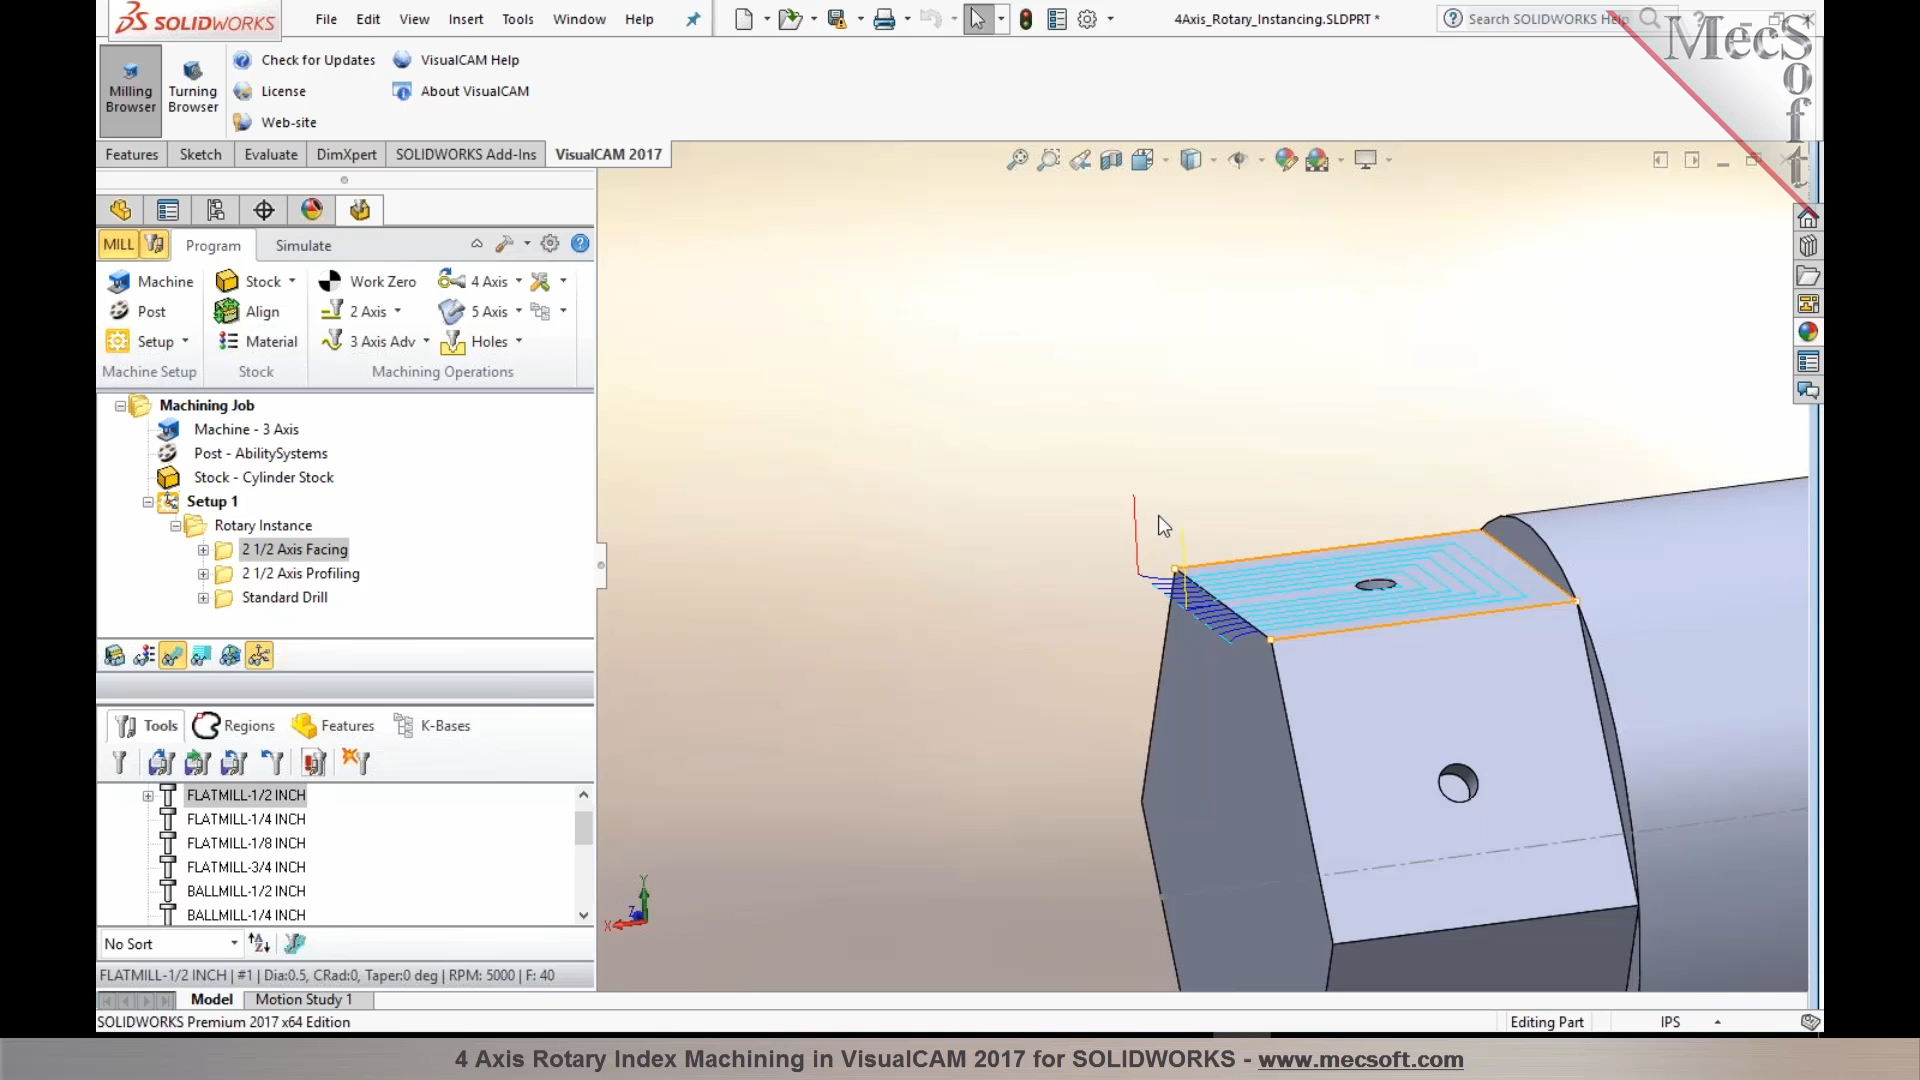 SOLIDWORKS
File Edit View Insert Tools Window Help
4Axis_Rotary_Instancing.SLDPRT *
Search SOLIDWORKS Help
MecSoft
Milling Browser
Turning Browser
Check for Updates
License
Web-site
VisualCAM Help
About VisualCAM
Features Sketch Evaluate DimXpert SOLIDWORKS Add-Ins VisualCAM 2017
MILL Program Simulate
Machine Stock Work Zero 4 Axis
Post Align 2 Axis 5 Axis
Setup Material 3 Axis Adv Holes
Machine Setup Stock Machining Operations
Machining Job
Machine - 3 Axis
Post - AbilitySystems
Stock - Cylinder Stock
Setup 1
Rotary Instance
2 1/2 Axis Facing
2 1/2 Axis Profiling
Standard Drill
Tools Regions Features K-Bases
FLATMILL-1/2 INCH
FLATMILL-1/4 INCH
FLATMILL-1/8 INCH
FLATMILL-3/4 INCH
BALLMILL-1/2 INCH
BALLMILL-1/4 INCH
No Sort
FLATMILL-1/2 INCH | #1 | Dia:0.5, CRad:0, Taper:0 deg | RPM: 5000 | F: 40
Y
Z
X
Model Motion Study 1
SOLIDWORKS Premium 2017 x64 Edition
Editing Part IPS
4 Axis Rotary Index Machining in VisualCAM 2017 for SOLIDWORKS - www.mecsoft.com